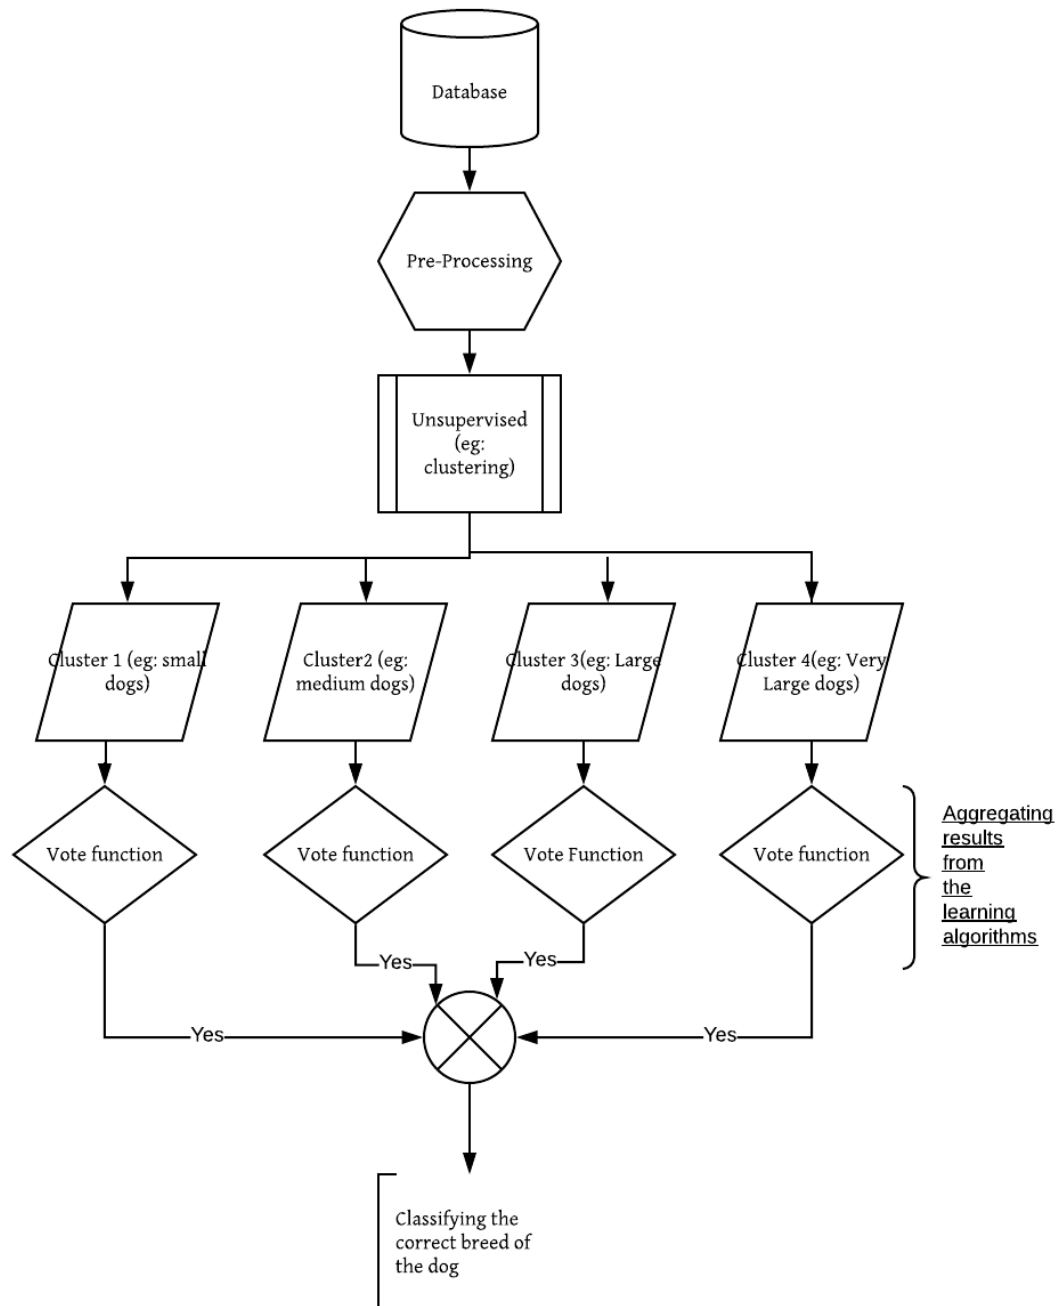 Database
Pre-Processing
Unsupervised
(eg:
clustering)
Cluster 1 (eg: small
dogs)
Cluster2 (eg:
medium dogs)
Cluster 3(eg: Large
dogs)
Cluster 4(eg: Very
Large dogs)
Vote function
Vote function
Vote Function
Vote function
Aggregating
results
from
the
learning
algorithms
Yes
Yes
Yes
Yes
Classifying the
correct breed of
the dog